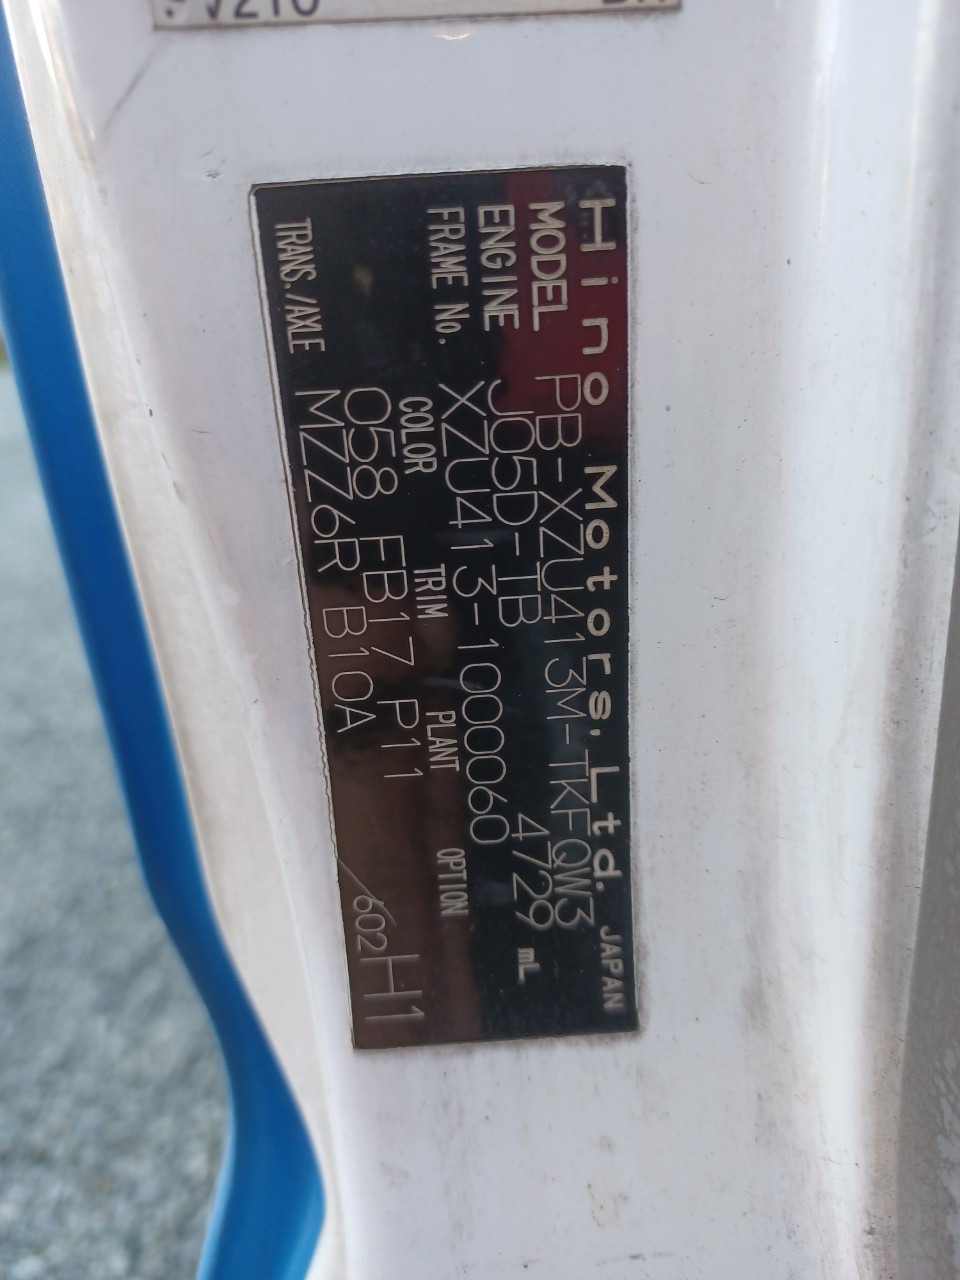 Hino Motors, Ltd. JAPAN
MODEL PB-XZU413M-TKFQW3
ENGINE J05D-TB 4729 mL
FRAME No. XZU413-1000060
COLOR TRIM PLANT OPTION
058 FB17 P11
TRANS./AXLE MZZ6R B10A 602H1